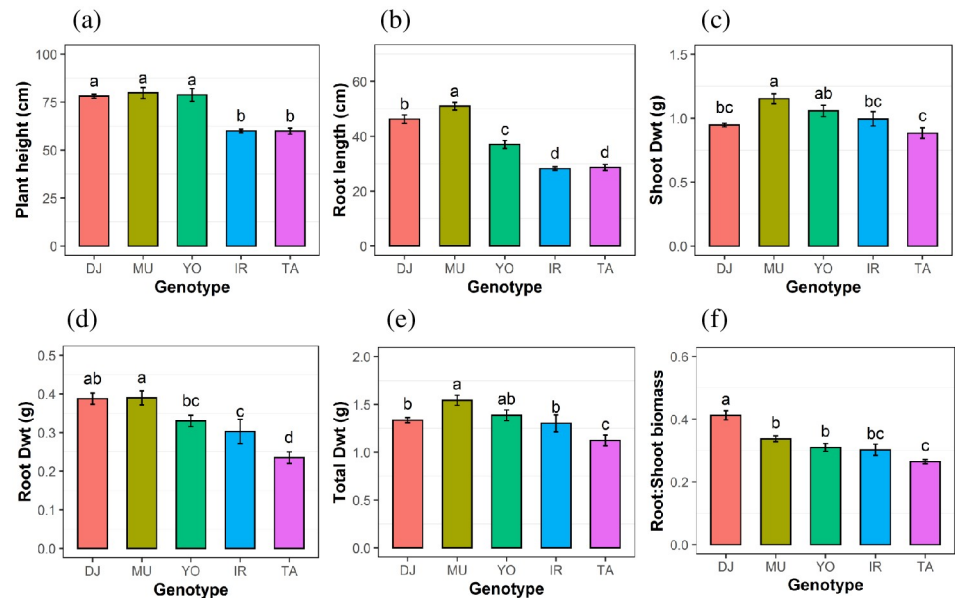 (a)
Plant height (cm)
100
75
50
25
0
a
a
a
b
b
DJ MU YO IR TA
Genotype
(b)
Root length (cm)
60
40
20
0
b
a
c
d
d
DJ MU YO IR TA
Genotype
(c)
Shoot Dwt (g)
1.5
1.0
0.5
0.0
bc
a
ab
bc
c
DJ MU YO IR TA
Genotype
(d)
Root Dwt (g)
0.5
0.4
0.3
0.2
0.1
0.0
ab
a
bc
c
d
DJ MU YO IR TA
Genotype
(e)
Total Dwt (g)
2.0
1.5
1.0
0.5
0.0
b
a
ab
b
c
DJ MU YO IR TA
Genotype
(f)
Root:Shoot biomass
0.6
0.4
0.2
0.0
a
b
b
bc
c
DJ MU YO IR TA
Genotype